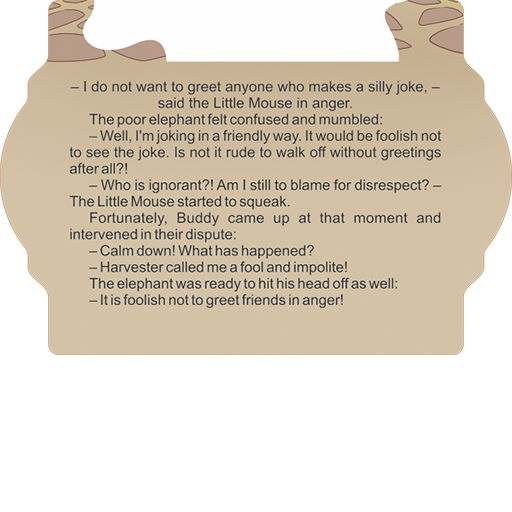 – I do not want to greet anyone who makes a silly joke, –
said the Little Mouse in anger.
The poor elephant felt confused and mumbled:
– Well, I'm joking in a friendly way. It would be foolish not
to see the joke. Is not it rude to walk off without greetings
after all?!
– Who is ignorant?! Am I still to blame for disrespect? –
The Little Mouse started to squeak.
Fortunately, Buddy came up at that moment and
intervened in their dispute:
– Calm down! What has happened?
– Harvester called me a fool and impolite!
The elephant was ready to hit his head off as well:
– It is foolish not to greet friends in anger!